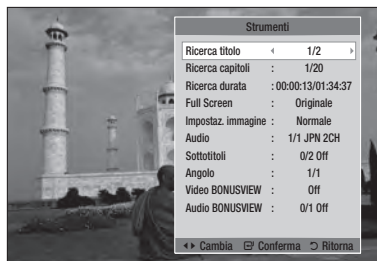 Strumenti
Ricerca titolo ◄ 1/2 ►
Ricerca capitoli : 1/20
Ricerca durata : 00:00:13/01:34:37
Full Screen : Originale
Impostaz. immagine : Normale
Audio : 1/1 JPN 2CH
Sottotitoli : 0/2 Off
Angolo : 1/1
Video BONUSVIEW : Off
Audio BONUSVIEW : 0/1 Off
◄► Cambia Conferma Ritorna